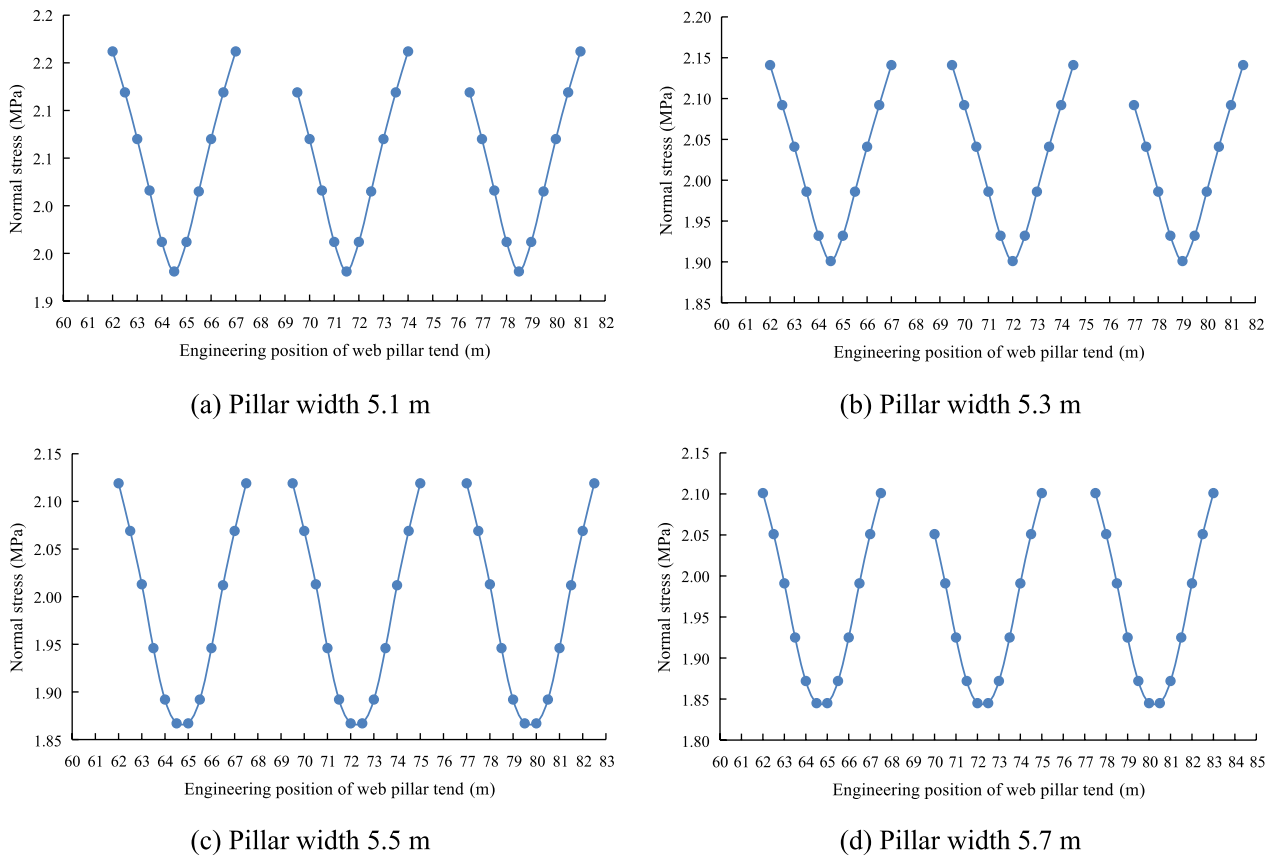 2.2
2.2
2.1
2.1
2.0
2.0
1.9
Normal stress (MPa)
60 61 62 63 64 65 66 67 68 69 70 71 72 73 74 75 76 77 78 79 80 81 82
Engineering position of web pillar tend (m)
(a) Pillar width 5.1 m
2.20
2.15
2.10
2.05
2.00
1.95
1.90
1.85
Normal stress (MPa)
60 61 62 63 64 65 66 67 68 69 70 71 72 73 74 75 76 77 78 79 80 81 82
Engineering position of web pillar tend (m)
(b) Pillar width 5.3 m
2.15
2.10
2.05
2.00
1.95
1.90
1.85
Normal stress (MPa)
60 61 62 63 64 65 66 67 68 69 70 71 72 73 74 75 76 77 78 79 80 81 82 83
Engineering position of web pillar tend (m)
(c) Pillar width 5.5 m
2.15
2.10
2.05
2.00
1.95
1.90
1.85
1.80
Normal stress (MPa)
60 61 62 63 64 65 66 67 68 69 70 71 72 73 74 75 76 77 78 79 80 81 82 83 84 85
Engineering position of web pillar tend (m)
(d) Pillar width 5.7 m